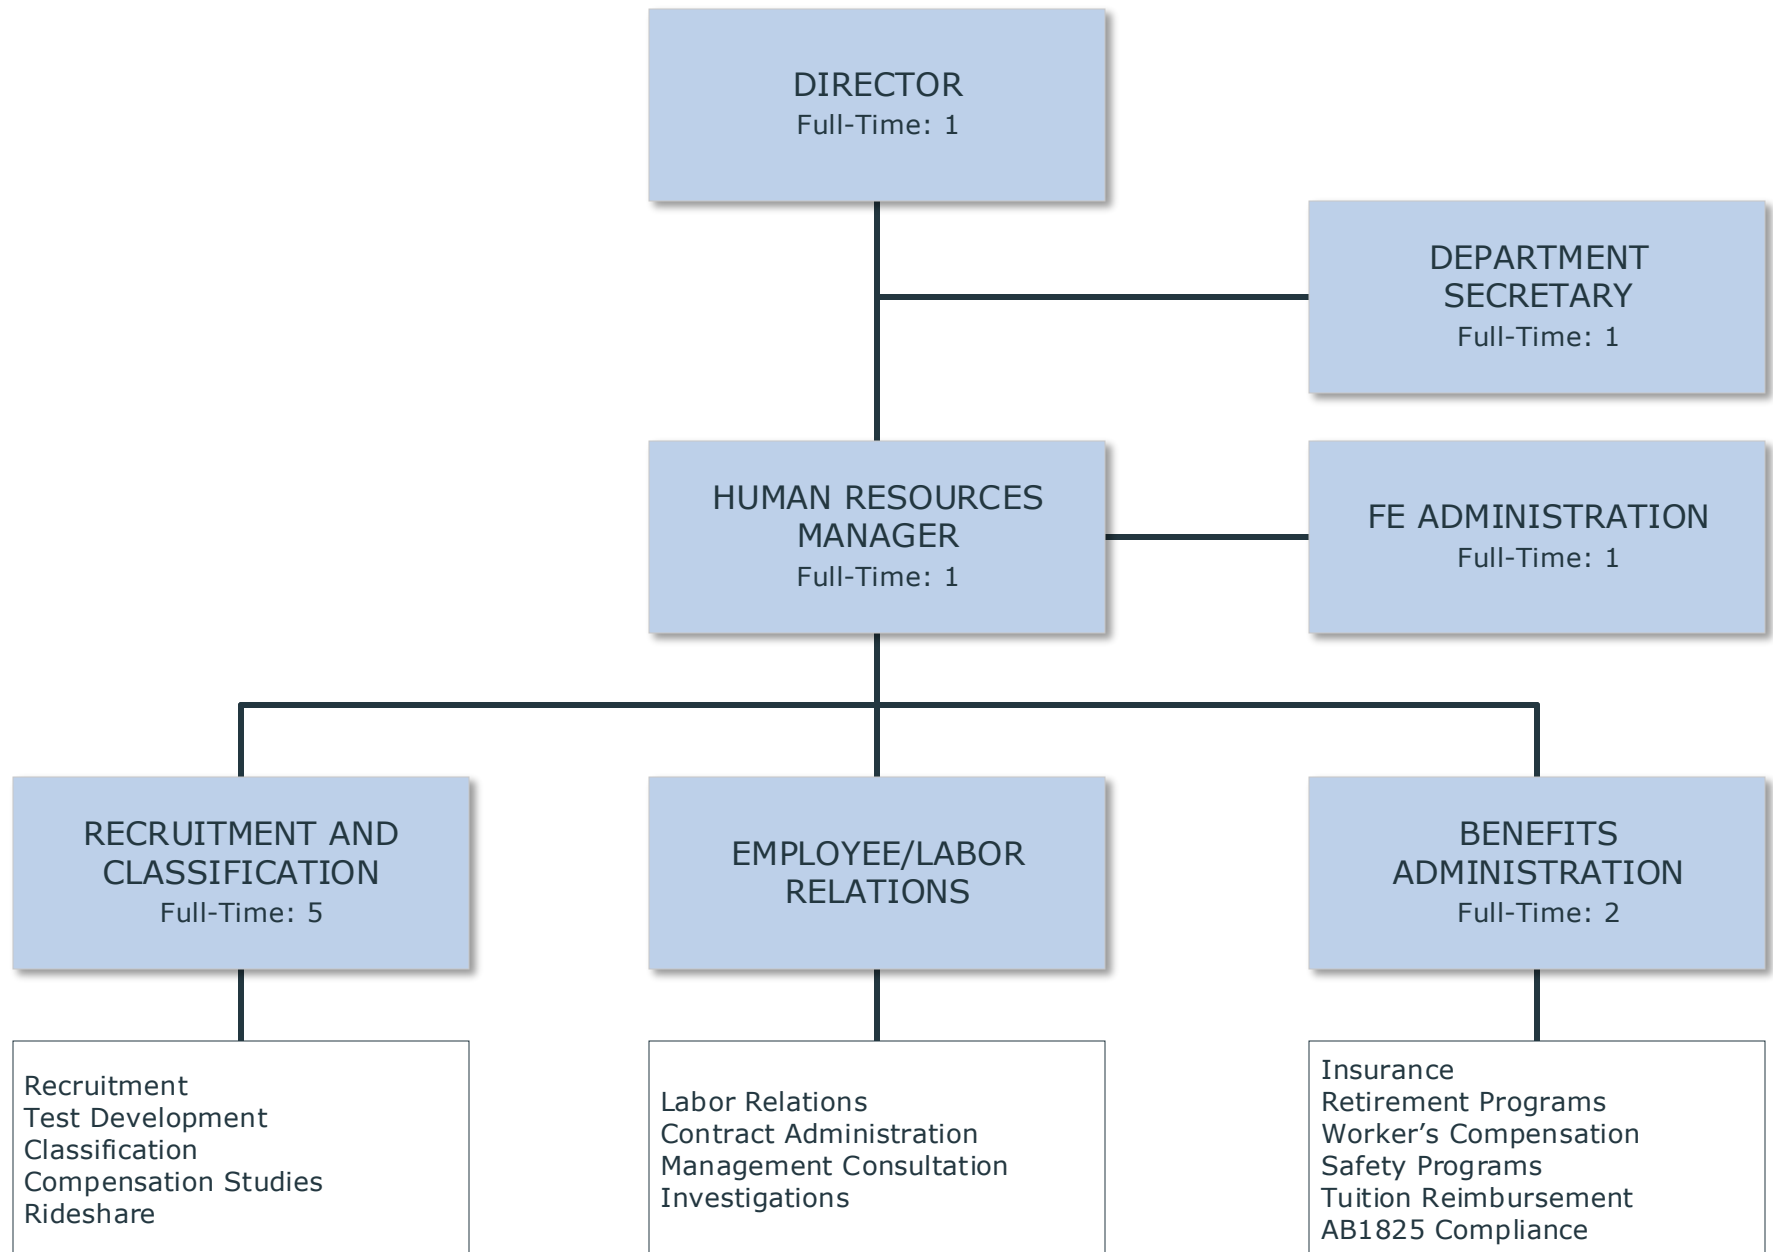 DIRECTOR
Full-Time: 1
DEPARTMENT
SECRETARY
Full-Time: 1
HUMAN RESOURCES
MANAGER
Full-Time: 1
FE ADMINISTRATION
Full-Time: 1
RECRUITMENT AND
CLASSIFICATION
Full-Time: 5
EMPLOYEE/LABOR
RELATIONS
BENEFITS
ADMINISTRATION
Full-Time: 2
Recruitment
Test Development
Classification
Compensation Studies
Rideshare
Labor Relations
Contract Administration
Management Consultation
Investigations
Insurance
Retirement Programs
Worker’s Compensation
Safety Programs
Tuition Reimbursement
AB1825 Compliance